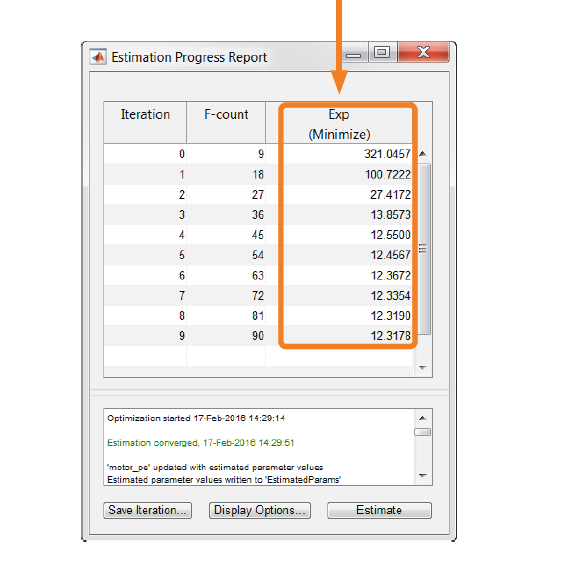 Estimation Progress Report
Iteration F-count Exp
(Minimize)
0 9 321.0457
1 18 100.7222
2 27 27.4172
3 36 13.8573
4 45 12.5500
5 54 12.4567
6 63 12.3672
7 72 12.3354
8 81 12.3190
9 90 12.3178
Optimization started 17-Feb-2016 14:29:14
Estimation converged, 17-Feb-2016 14:29:51
'motor_pe' updated with estimated parameter values
Estimated parameter values written to 'EstimatedParams'
Save Iteration... Display Options... Estimate